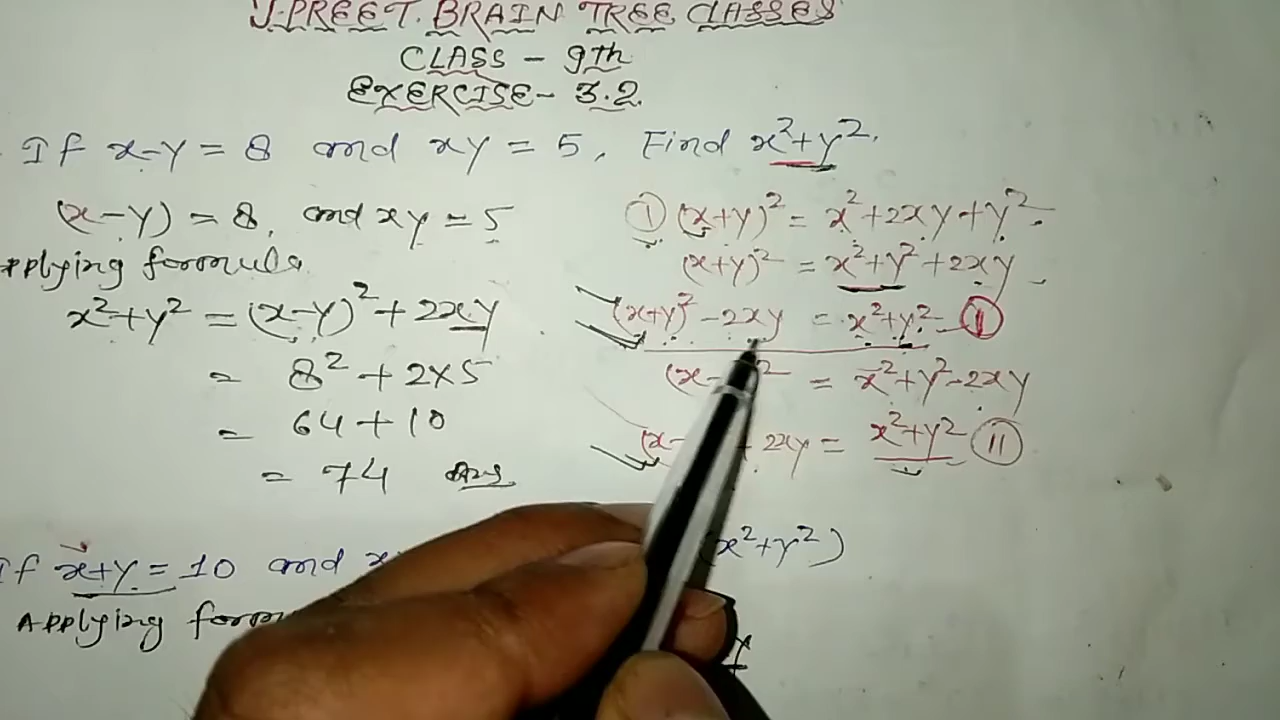 J.PREET. BRAIN TREE CLASSES
CLASS - 9th
EXERCISE - 3.2.
If x-y = 8 and xy = 5, Find x²+y².
(x-y) = 8, and xy = 5
Applying formula
x²+y² = (x-y)² + 2xy
= 8² + 2×5
= 64+10
= 74 Ans.
① (x+y)² = x²+2xy+y²
(x+y)² = x²+y²+2xy
(x+y)² - 2xy = x²+y² Ⅱ
(x- ² = x²+y²-2xy
(x- + 2xy = x²+y² Ⅱ
If x+y = 10 and x (x²+y²)
Applying form